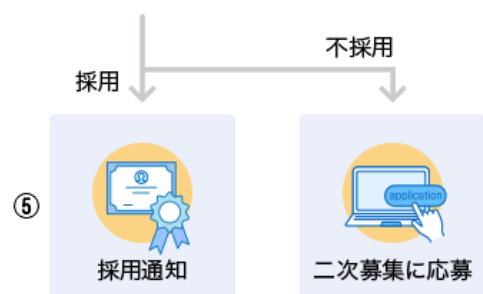 不採用
採用
⑤
application
採用通知
二次募集に応募